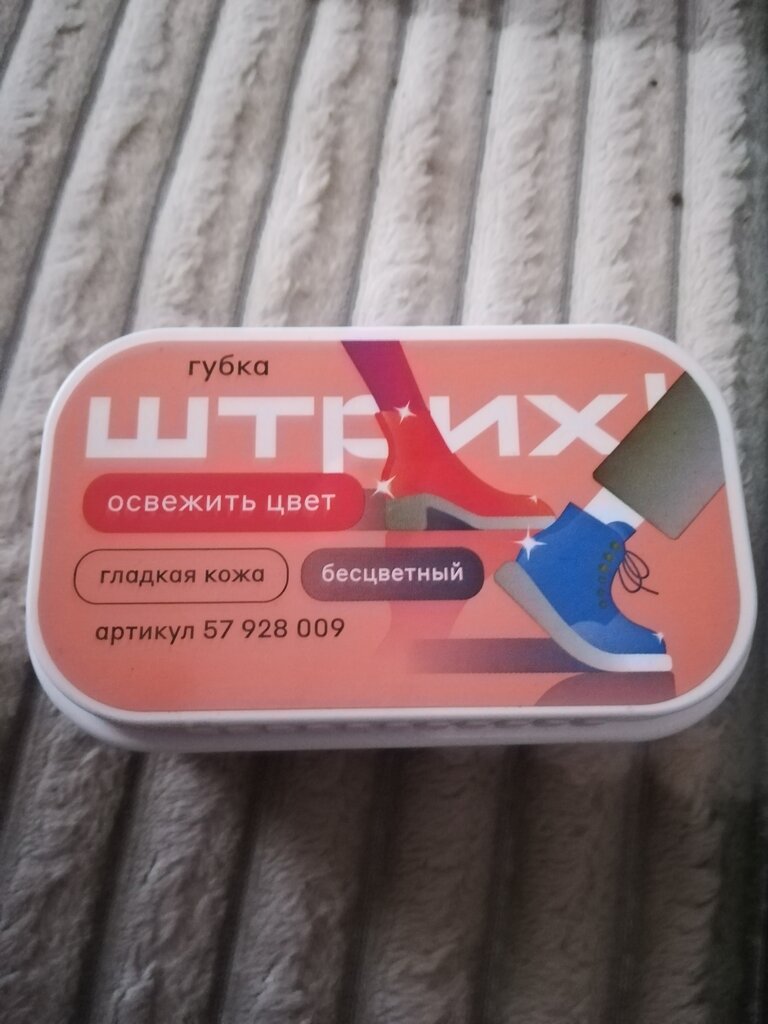 губка
штрих!
освежить цвет
гладкая кожа бесцветный
артикул 57 928 009